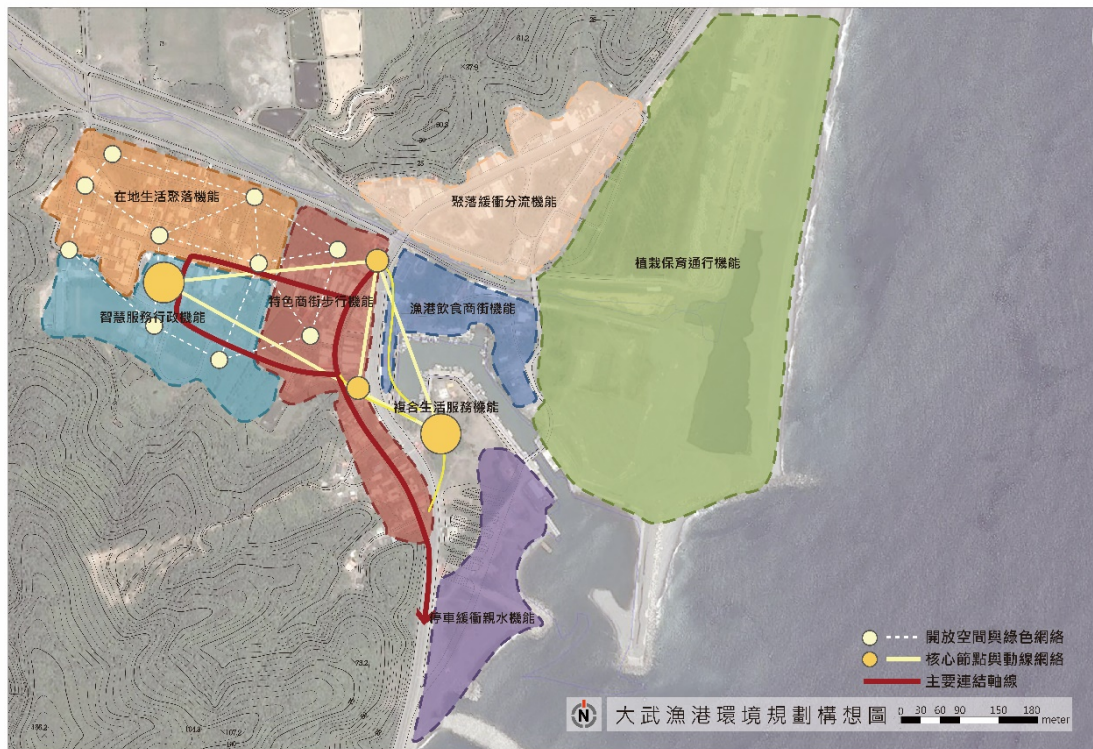 聚落緩衝分流機能
在地生活聚落機能
植栽保育通行機能
特色商街步行機能
漁港飲食商街機能
智慧服務行政機能
複合生活服務機能
停車緩衝親水機能
開放空間與綠色網絡
核心節點與動線網絡
主要連結軸線
N
大武漁港環境規劃構想圖
0 30 60 90 150 180
meter
73.2